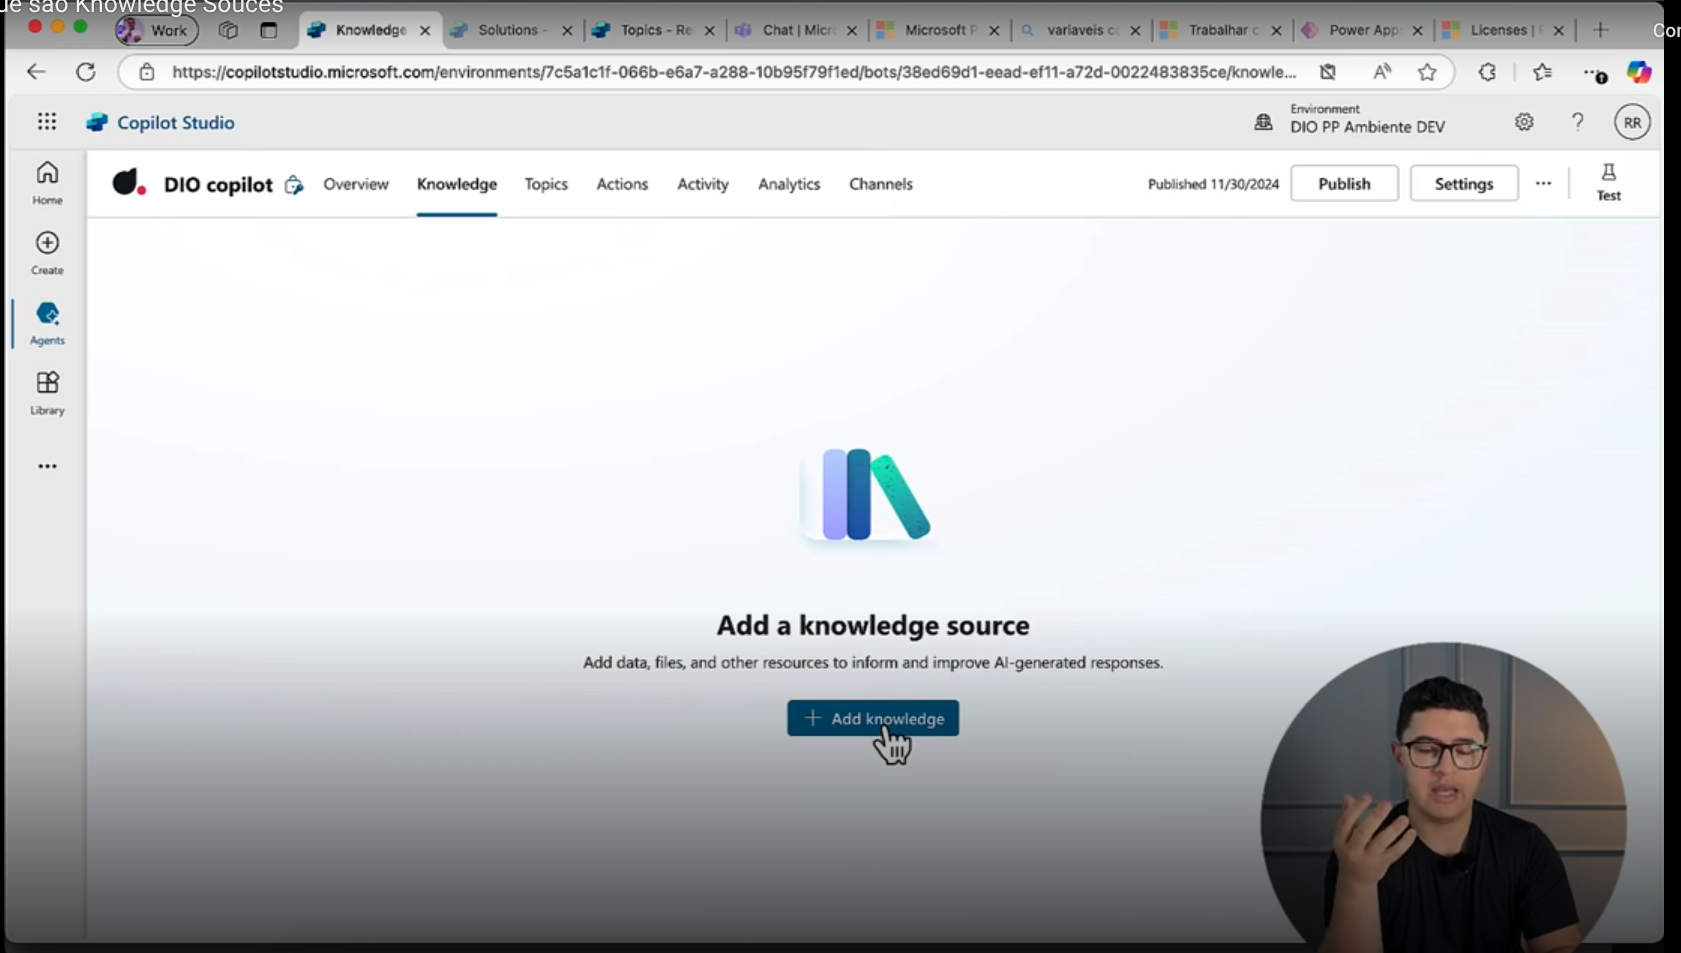 ue são Knowledge Souces
Work
Knowledge
Solutions -
Topics - Re
Chat | Micr
Microsoft P
variaveis co
Trabalhar c
Power App
Licenses |
Con
https://copilotstudio.microsoft.com/environments/7c5a1c1f-066b-e6a7-a288-10b95f79f1ed/bots/38ed69d1-eead-ef11-a72d-0022483835ce/knowle...
Copilot Studio
Environment
DIO PP Ambiente DEV
?
RR
Home
Create
Agents
Library
DIO copilot
Overview
Knowledge
Topics
Actions
Activity
Analytics
Channels
Published 11/30/2024
Publish
Settings
Test
Add a knowledge source
Add data, files, and other resources to inform and improve AI-generated responses.
+ Add knowledge